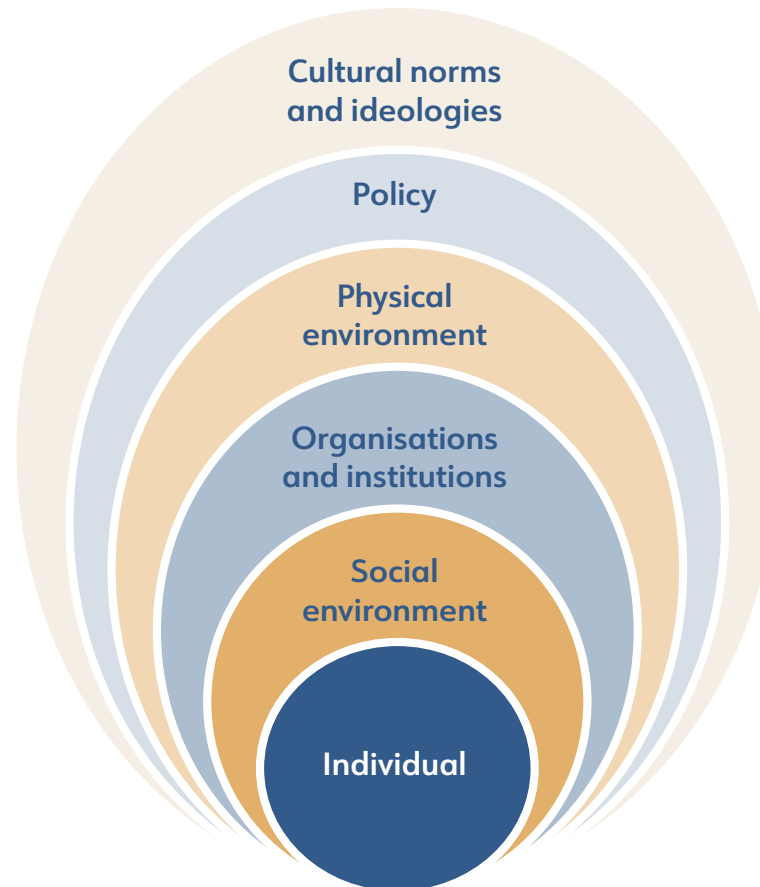 Cultural norms
and ideologies
Policy
Physical
environment
Organisations
and institutions
Social
environment
Individual